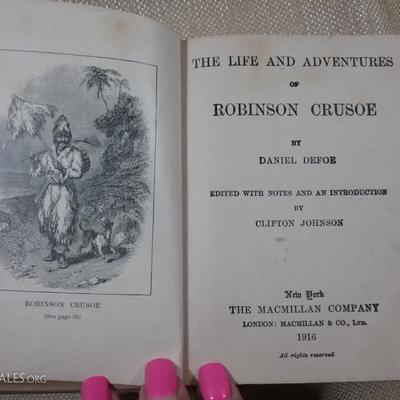 ROBINSON CRUSOE
(See page 85)
THE LIFE AND ADVENTURES
OF
ROBINSON CRUSOE
BY
DANIEL DEFOE
EDITED WITH NOTES AND AN INTRODUCTION
BY
CLIFTON JOHNSON
New York
THE MACMILLAN COMPANY
LONDON: MACMILLAN & CO., LTD.
1916
All rights reserved
ALES.ORG